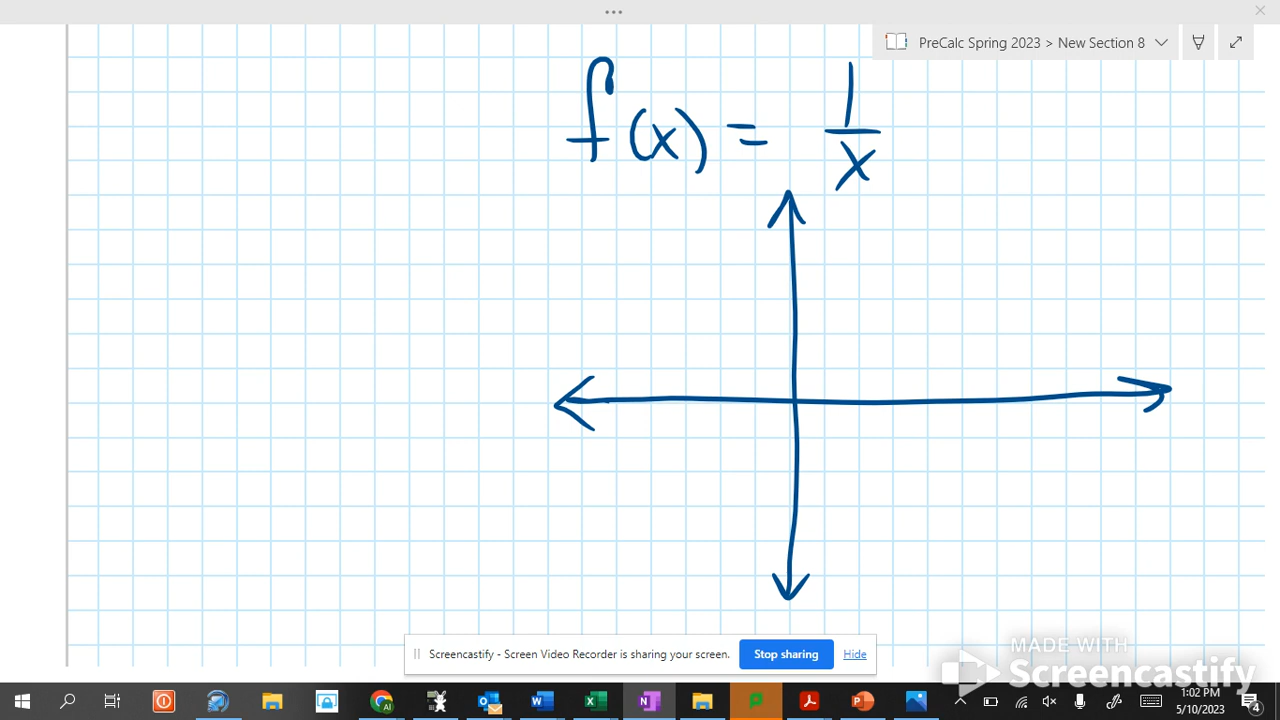 PreCalc Spring 2023 > New Section 8
f(x) = 1/x
Screencastify - Screen Video Recorder is sharing your screen. Stop sharing Hide
MADE WITH
Screencastify
1:02 PM
5/10/2023
4